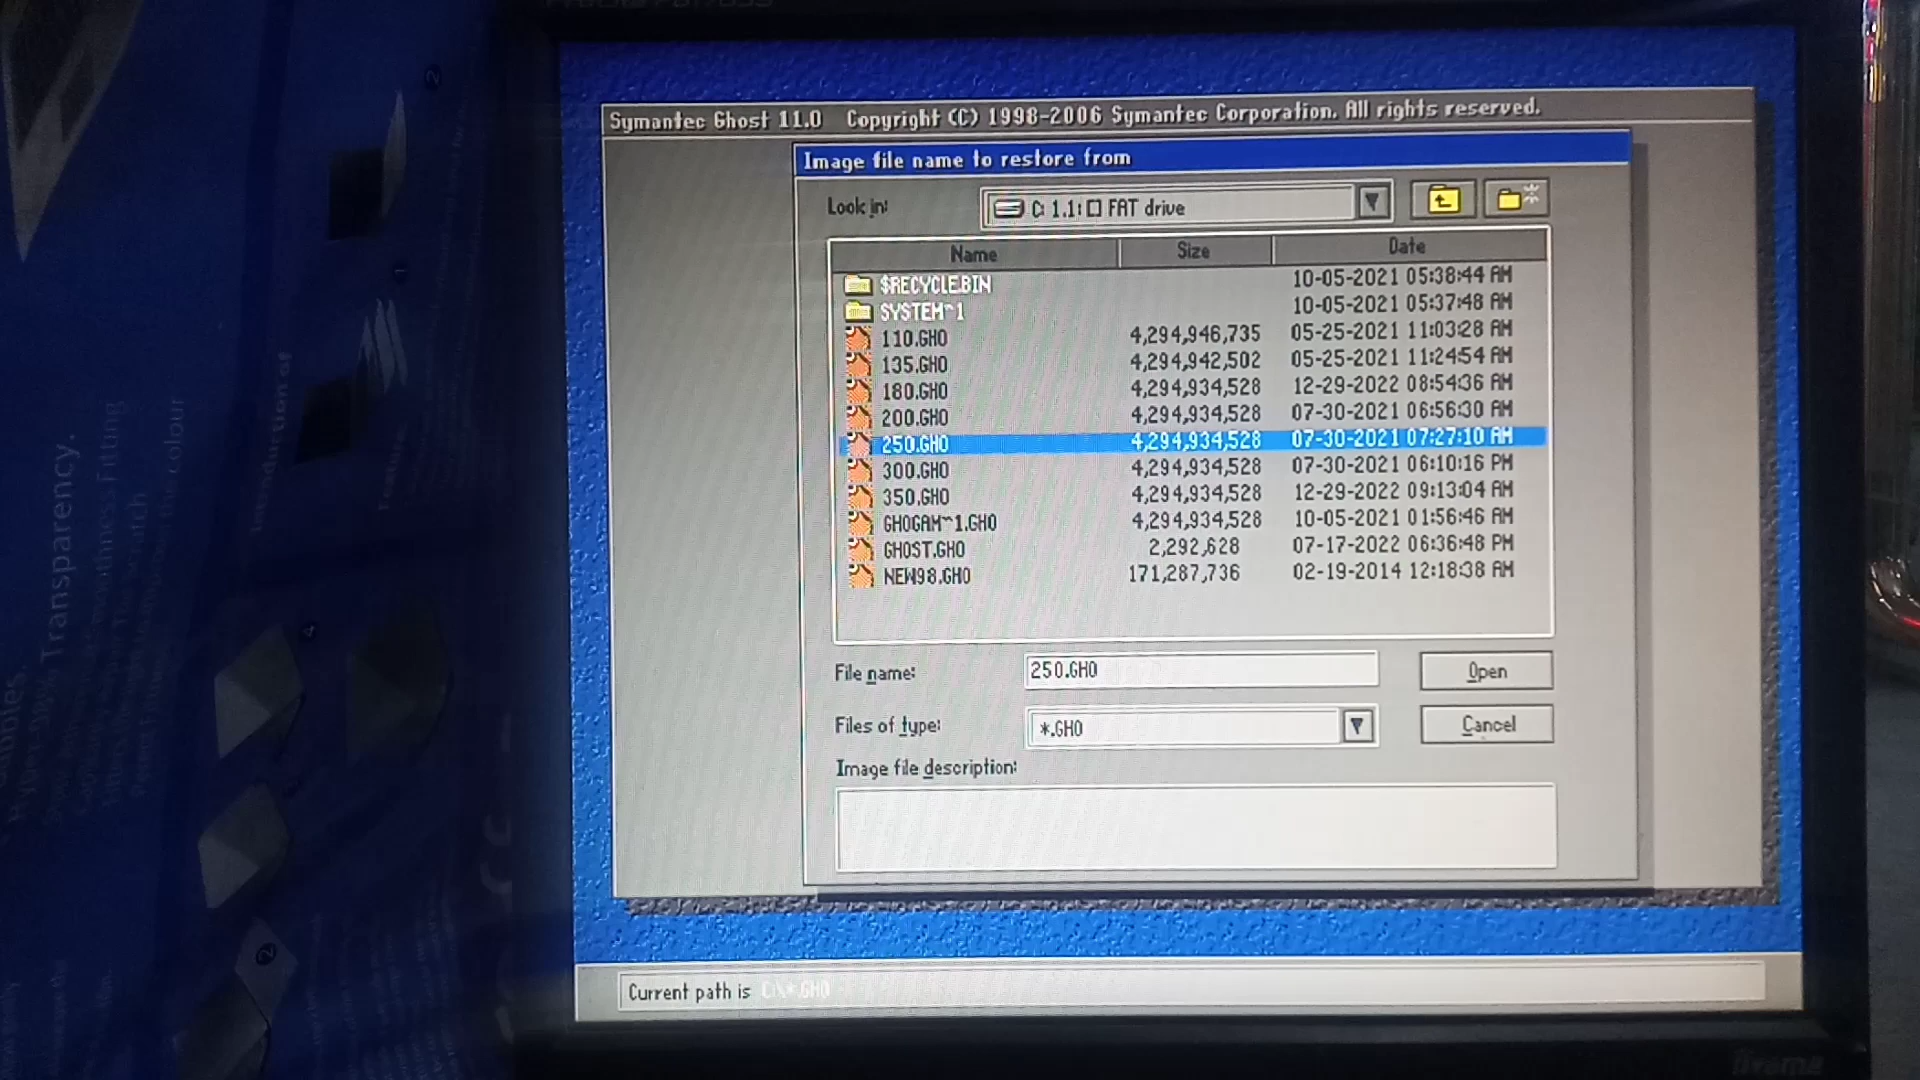 Symantec Ghost 11.0 Copyright (C) 1998-2006 Symantec Corporation. All rights reserved.
Image file name to restore from
Look in: C: 1.1: FAT drive
Name Size Date
$RECYCLE.BIN 10-05-2021 05:38:44 AM
SYSTEM~1 10-05-2021 05:37:48 AM
110.GHO 4,294,946,735 05-25-2021 11:03:28 AM
135.GHO 4,294,942,502 05-25-2021 11:24:54 AM
180.GHO 4,294,934,528 12-29-2022 08:54:36 AM
200.GHO 4,294,934,528 07-30-2021 06:56:30 AM
250.GHO 4,294,934,528 07-30-2021 07:27:10 AM
300.GHO 4,294,934,528 07-30-2021 06:10:16 PM
350.GHO 4,294,934,528 12-29-2022 09:13:04 AM
GHOGAM~1.GHO 4,294,934,528 10-05-2021 01:56:46 AM
GHOST.GHO 2,292,628 07-17-2022 06:36:48 PM
NEW98.GHO 171,287,736 02-19-2014 12:18:38 AM
File name: 250.GHO Open
Files of type: *.GHO Cancel
Image file description:
Current path is C:\*.GHO
Transparency.
colour
Introduction of
2
1
4
2